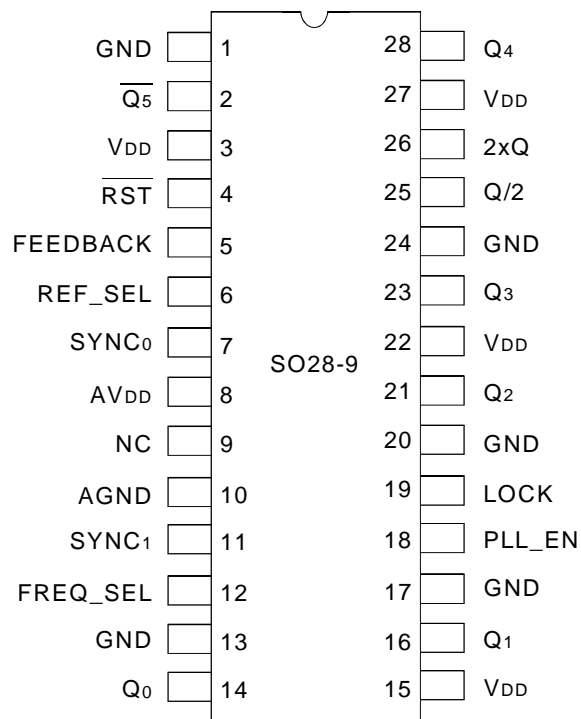 GND 1 28 Q4
Q5 2 27 VDD
VDD 3 26 2xQ
RST 4 25 Q/2
FEEDBACK 5 24 GND
REF_SEL 6 23 Q3
SYNC0 7 22 VDD
SO28-9
AVDD 8 21 Q2
NC 9 20 GND
AGND 10 19 LOCK
SYNC1 11 18 PLL_EN
FREQ_SEL 12 17 GND
GND 13 16 Q1
Q0 14 15 VDD